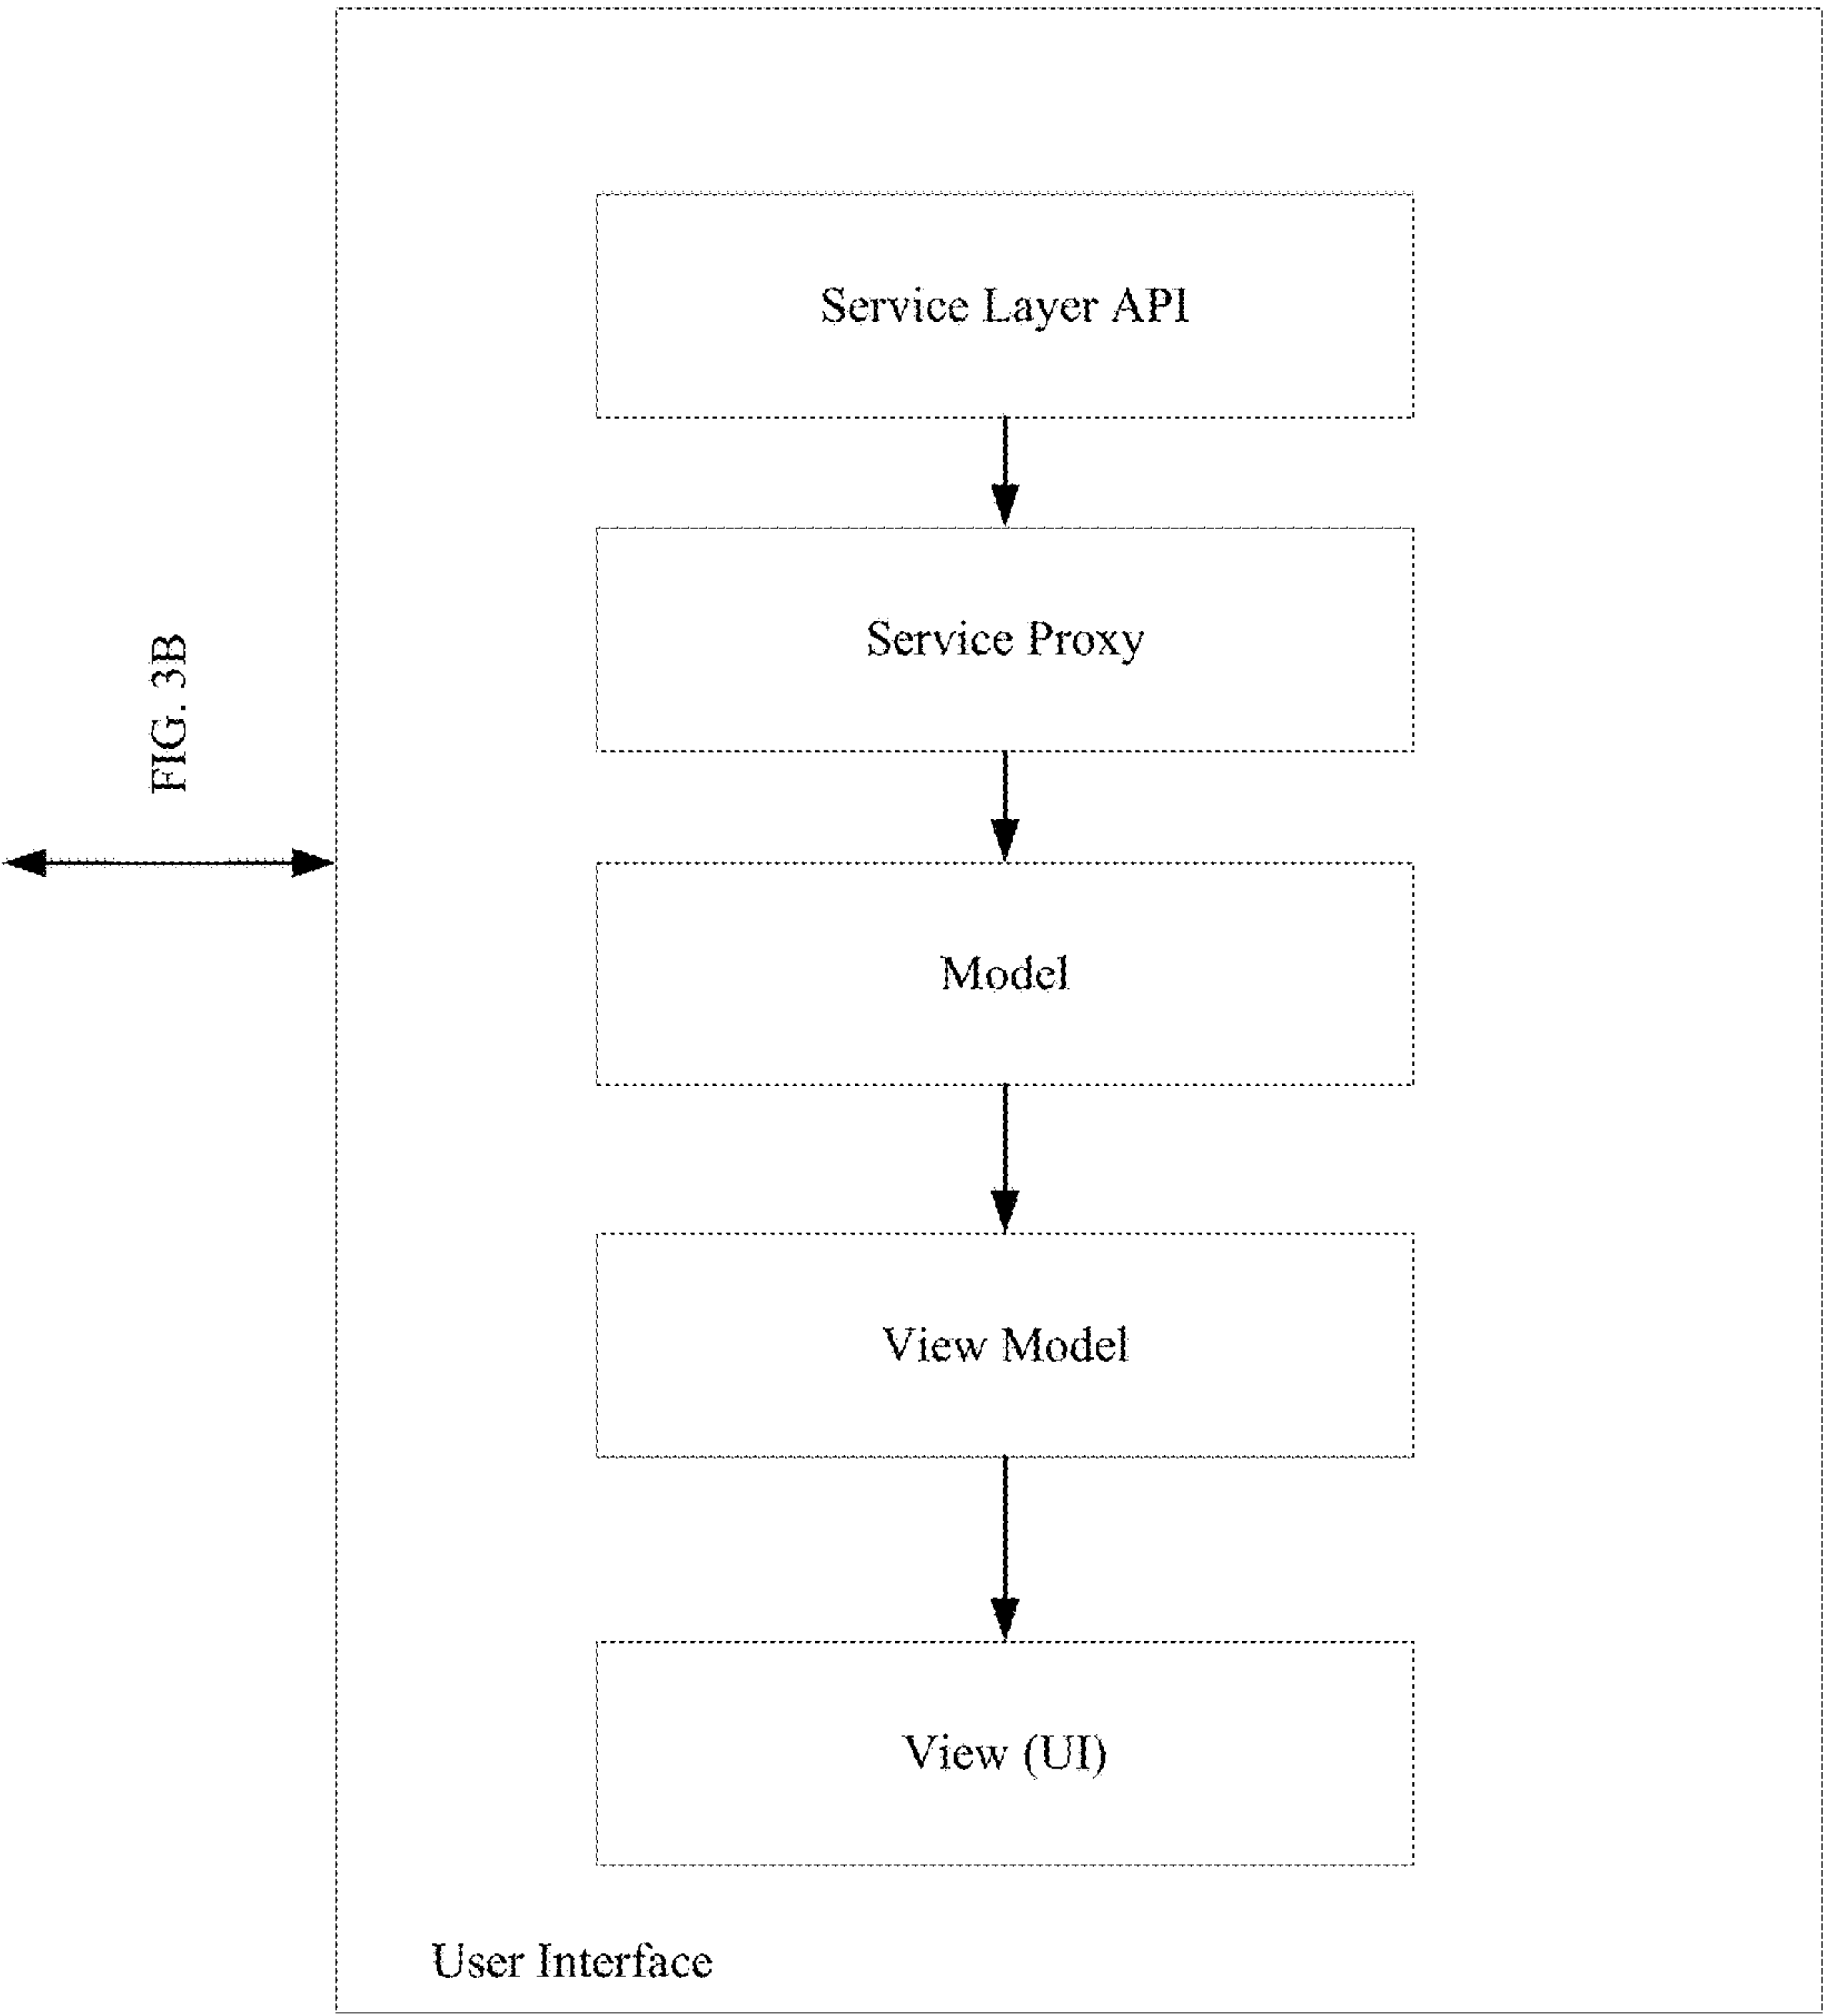 FIG. 3B
Service Layer API
Service Proxy
Model
View Model
View (UI)
User Interface